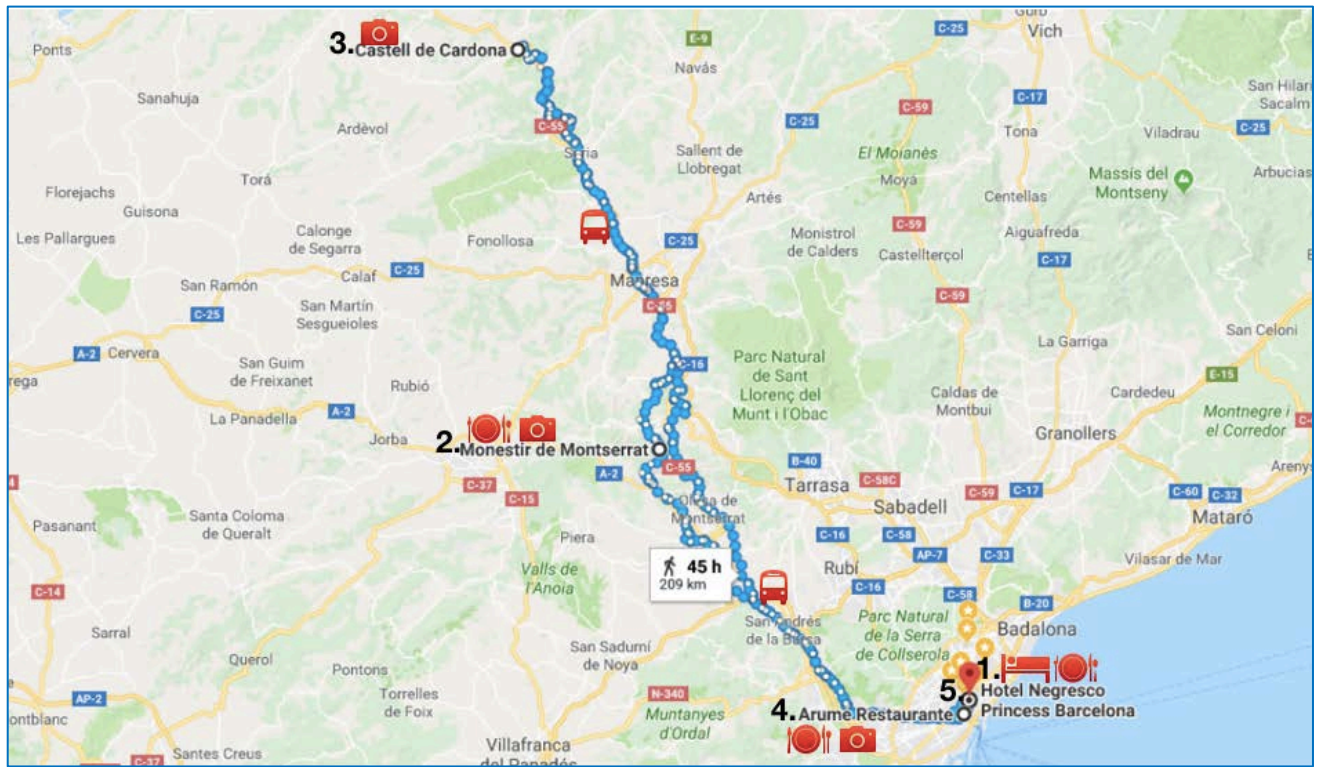 Gurb
C-25
Vich
3.
Castell de Cardona
Ponts
E-9
Navás
Sanahuja
C-59
C-17
San Hilari
Sacalm
Ardèvol
C-55
C-25
Tona
Viladrau
C-25
Suria
Sallent de
Llobregat
El Moianès
Moyá
Massís del
Montseny
Arbucias
Torá
Artés
Centellas
Florejachs
Guisona
Les Pallargues
Calonge
de Segarra
Fonollosa
C-25
Monistrol
de Calders
C-59
Castellterçol
Aiguafreda
C-17
Calaf
C-25
San Ramón
Manresa
C-59
San Martín
Sesgueioles
C-25
San Celoni
A-2
Cervera
San Guim
de Freixanet
C-16
Parc Natural
de Sant
Llorenç del
Munt i l'Obac
La Garriga
E-15
Rubió
Caldas de
Montbui
Cardedeu
La Panadella
A-2
Jorba
Montnegre i
el Corredor
Granollers
2.
Monestir de Montserrat
A-2
C-55
B-40
Tarrasa
C-58C
C-59
C-17
C-60
C-32
Mataró
C-37
C-15
Sabadell
Olesa de
Montserrat
Pasanant
Santa Coloma
de Queralt
Piera
C-16
C-58
AP-7
C-33
Vilasar de Mar
45 h
209 km
Rubí
Valls de
l'Anoia
C-14
C-16
C-58
B-20
Sarral
San Andrés
de la Barca
Parc Natural
de la Serra
de Collserola
Badalona
San Sadurní
de Noya
Querol
Pontons
1.
AP-2
Torrelles
de Foix
N-340
Muntanyes
d'Ordal
5.
Hotel Negresco
Princess Barcelona
4.
Arume Restaurante
Santes Creus
C-37
Villafranca
del Panadés